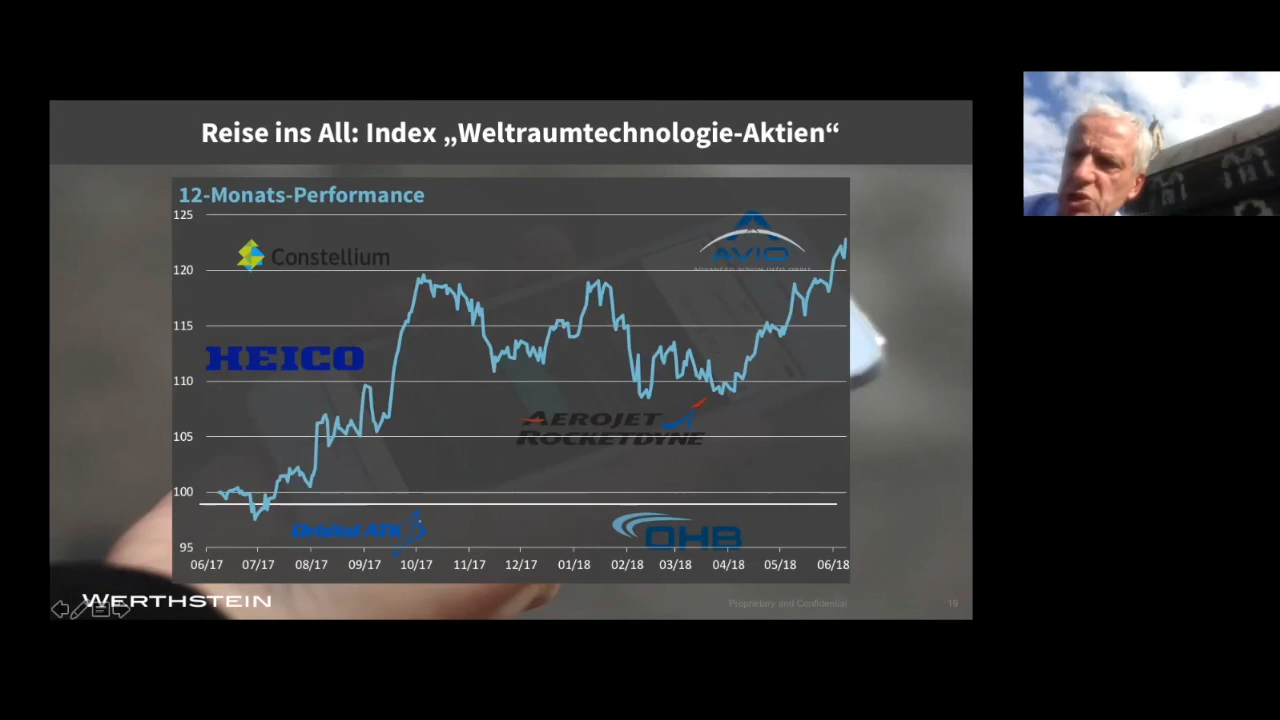 Reise ins All: Index „Weltraumtechnologie-Aktien“
12-Monats-Performance
125
Constellium
AVIO
120
115
HEICO
110
AEROJET
ROCKETDYNE
105
100
Orbital ATK
OHB
95
06/17 07/17 08/17 09/17 10/17 11/17 12/17 01/18 02/18 03/18 04/18 05/18 06/18
WERTHSTEIN
Proprietary and Confidential
19